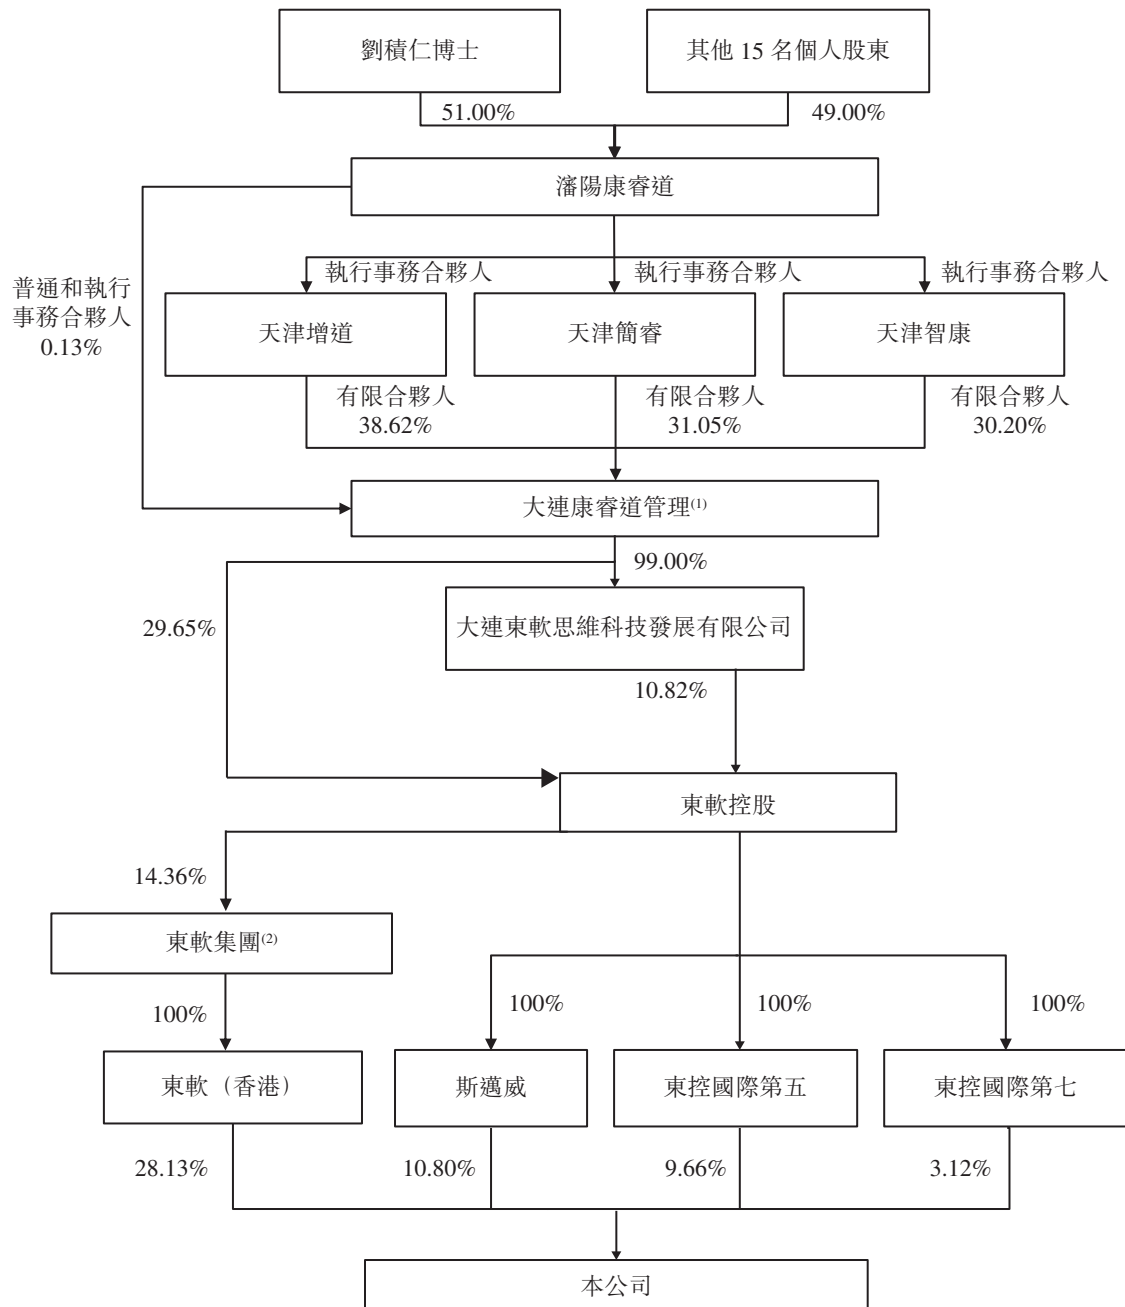 劉積仁博士
其他 15 名個人股東
51.00%
49.00%
瀋陽康睿道
普通和執行
事務合夥人
0.13%
執行事務合夥人
執行事務合夥人
執行事務合夥人
天津增道
天津簡睿
天津智康
有限合夥人
38.62%
有限合夥人
31.05%
有限合夥人
30.20%
大連康睿道管理(1)
99.00%
29.65%
大連東軟思維科技發展有限公司
10.82%
東軟控股
14.36%
東軟集團(2)
100%
100%
100%
100%
東軟（香港）
斯邁威
東控國際第五
東控國際第七
28.13%
10.80%
9.66%
3.12%
本公司